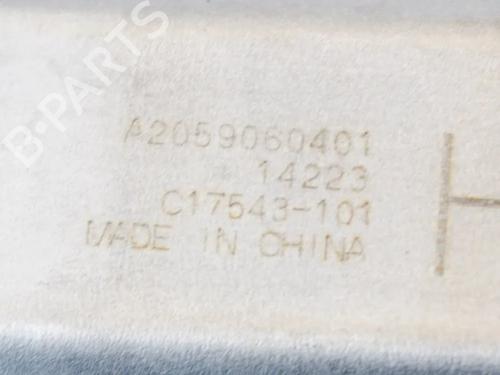 B-PARTS
A2059060401
14223
C17543-101
MADE IN CHINA